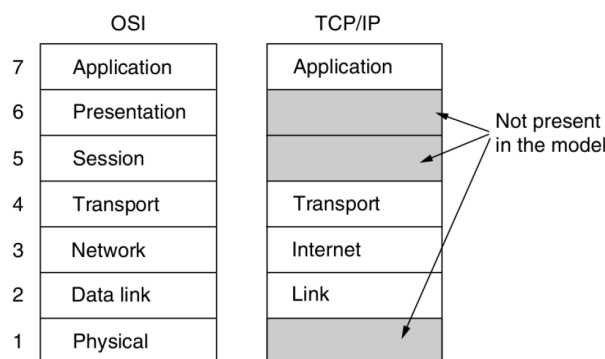 OSI TCP/IP
7 Application Application
6 Presentation
5 Session
Not present
in the model
4 Transport Transport
3 Network Internet
2 Data link Link
1 Physical